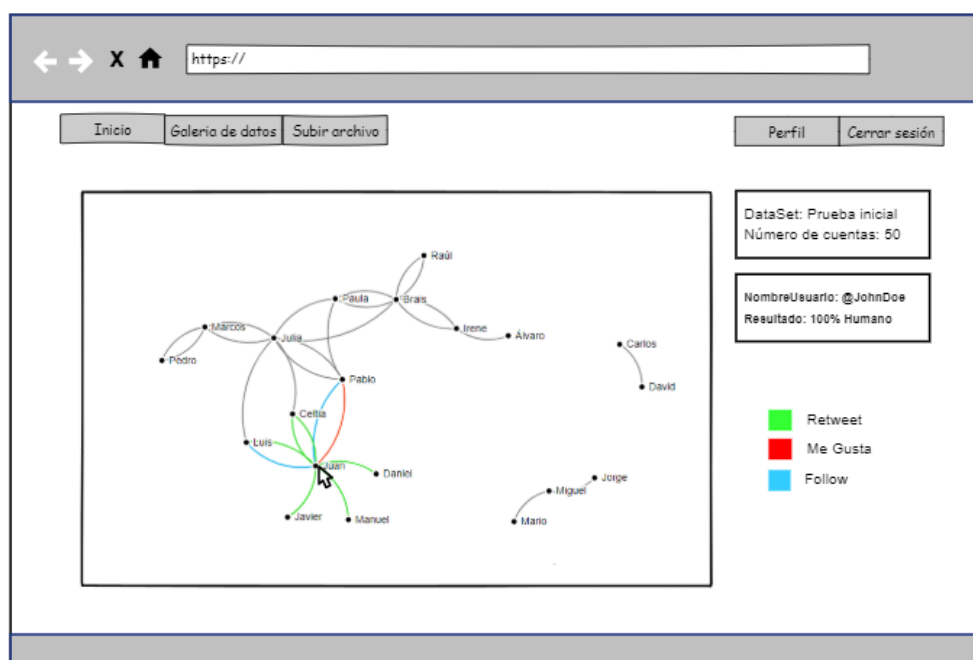 X
https://
Inicio
Galeria de datos
Subir archivo
Perfil
Cerrar sesión
DataSet: Prueba inicial
Número de cuentas: 50
NombreUsuario: @JohnDoe
Resultado: 100% Humano
Raúl
Paula
Brais
Marcos
Irene
Álvaro
Julia
Carlos
Pedro
Pablo
David
Celtia
Luis
Juan
Daniel
Jorge
Miguel
Javier
Manuel
Mario
Retweet
Me Gusta
Follow